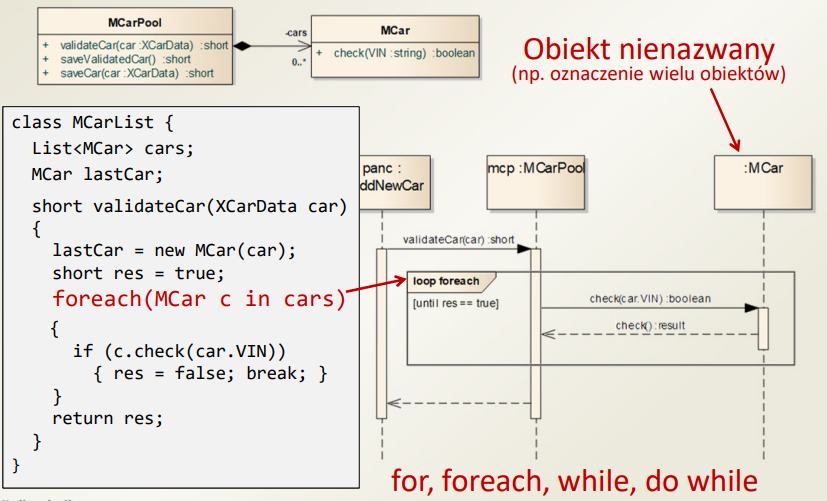 MCarPool
+ validateCar(car :XCarData) :short
+ saveValidatedCar() :short
+ saveCar(car :XCarData) :short
-cars
0..*
MCar
+ check(VIN :string) :boolean
Obiekt nienazwany
(np. oznaczenie wielu obiektów)
class MCarList {
List<MCar> cars;
MCar lastCar;
short validateCar(XCarData car)
{
lastCar = new MCar(car);
short res = true;
foreach(MCar c in cars)
{
if (c.check(car.VIN))
{ res = false; break; }
}
return res;
}
}
panc :
ddNewCar
mcp :MCarPool
:MCar
validateCar(car) :short
loop foreach
[until res == true]
check(car.VIN) :boolean
check() :result
for, foreach, while, do while